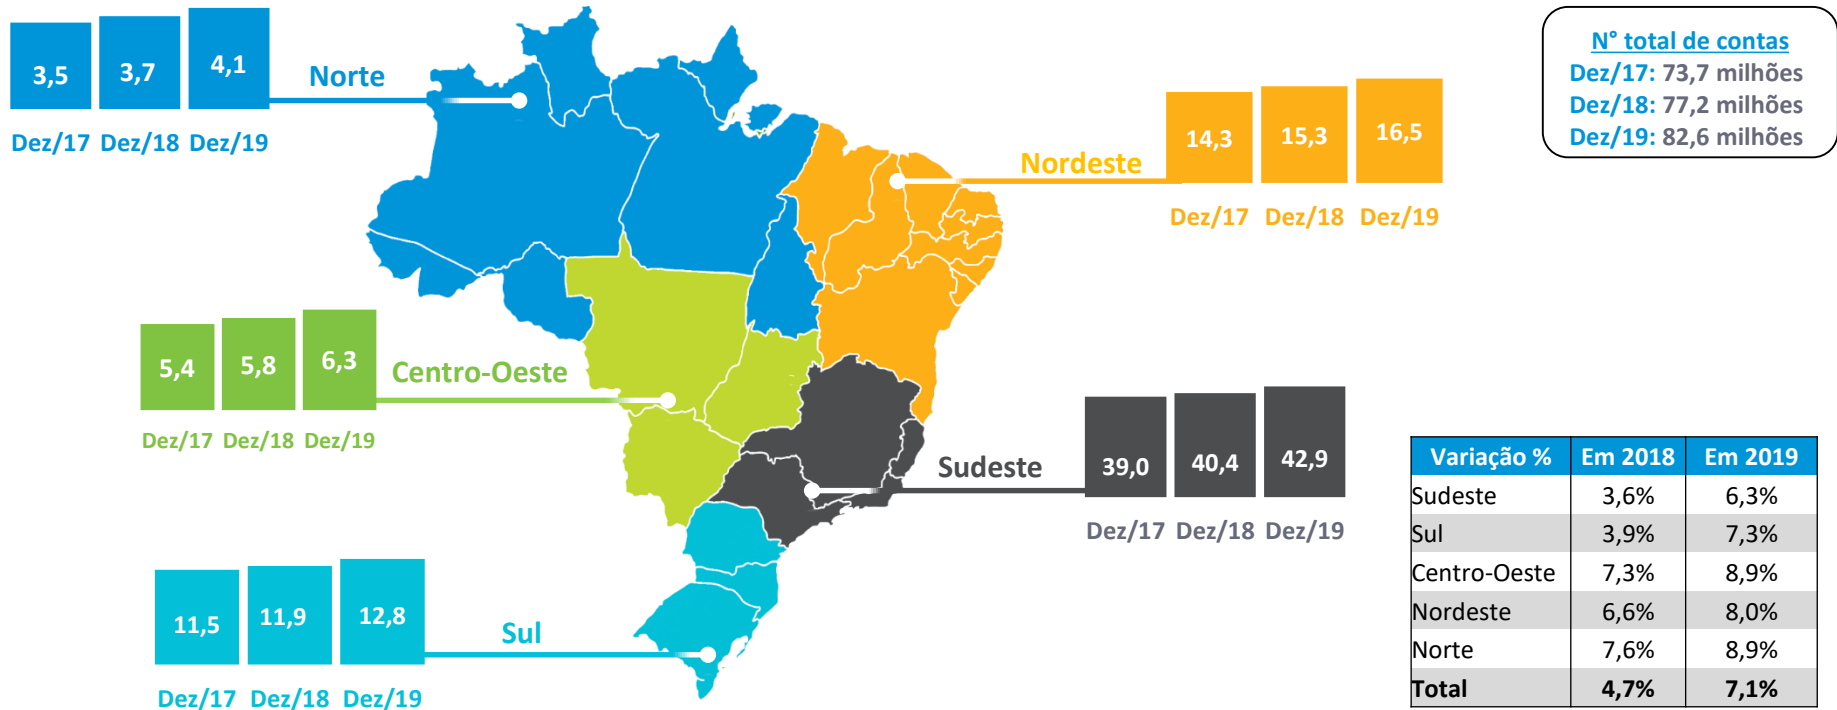 3,5 3,7 4,1
Dez/17 Dez/18 Dez/19
Norte
14,3 15,3 16,5
Dez/17 Dez/18 Dez/19
Nordeste
N° total de contas
Dez/17: 73,7 milhões
Dez/18: 77,2 milhões
Dez/19: 82,6 milhões
5,4 5,8 6,3
Dez/17 Dez/18 Dez/19
Centro-Oeste
39,0 40,4 42,9
Dez/17 Dez/18 Dez/19
Sudeste
11,5 11,9 12,8
Dez/17 Dez/18 Dez/19
Sul
Variação % Em 2018 Em 2019
Sudeste 3,6% 6,3%
Sul 3,9% 7,3%
Centro-Oeste 7,3% 8,9%
Nordeste 6,6% 8,0%
Norte 7,6% 8,9%
Total 4,7% 7,1%